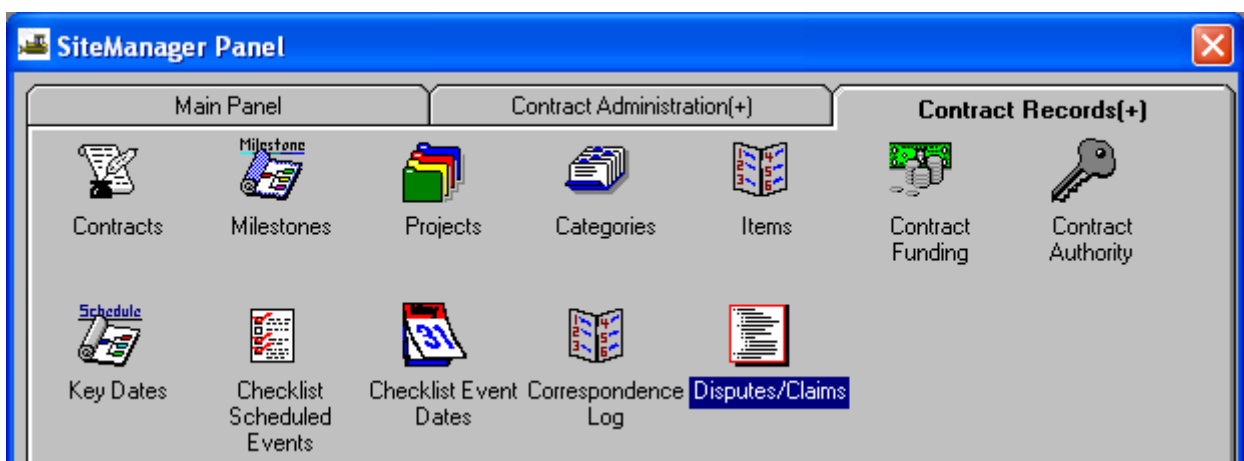 SiteManager Panel
Main Panel
Contract Administration(+)
Contract Records(+)
Milestone
Contracts
Milestones
Projects
Categories
Items
Contract
Funding
Contract
Authority
Schedule
31
Key Dates
Checklist
Scheduled
Events
Checklist Event
Dates
Correspondence
Log
Disputes/Claims